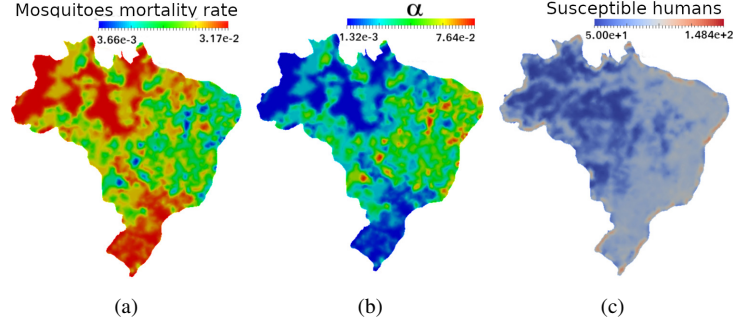 Mosquitoes mortality rate
3.66e-3 3.17e-2
α
1.32e-3 7.64e-2
Susceptible humans
5.00e+1 1.484e+2
(a) (b) (c)